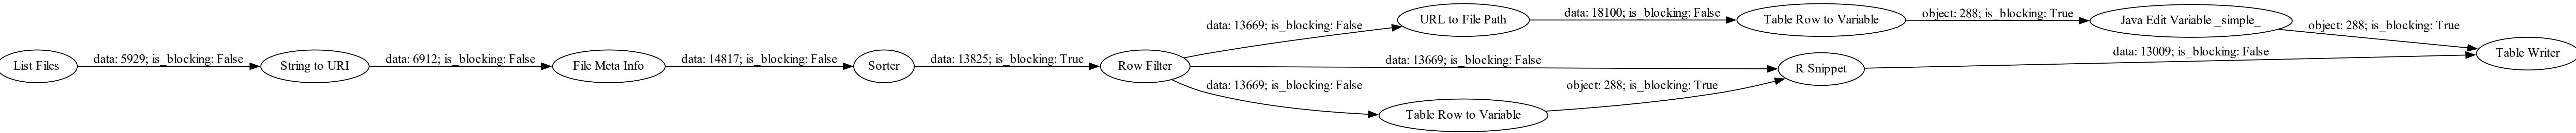 List Files
data: 5929; is_blocking: False
String to URI
data: 6912; is_blocking: False
File Meta Info
data: 14817; is_blocking: False
Sorter
data: 13825; is_blocking: True
Row Filter
data: 13669; is_blocking: False
URL to File Path
data: 18100; is_blocking: False
Table Row to Variable
object: 288; is_blocking: True
Java Edit Variable _simple_
object: 288; is_blocking: True
data: 13669; is_blocking: False
R Snippet
data: 13009; is_blocking: False
Table Writer
data: 13669; is_blocking: False
Table Row to Variable
object: 288; is_blocking: True